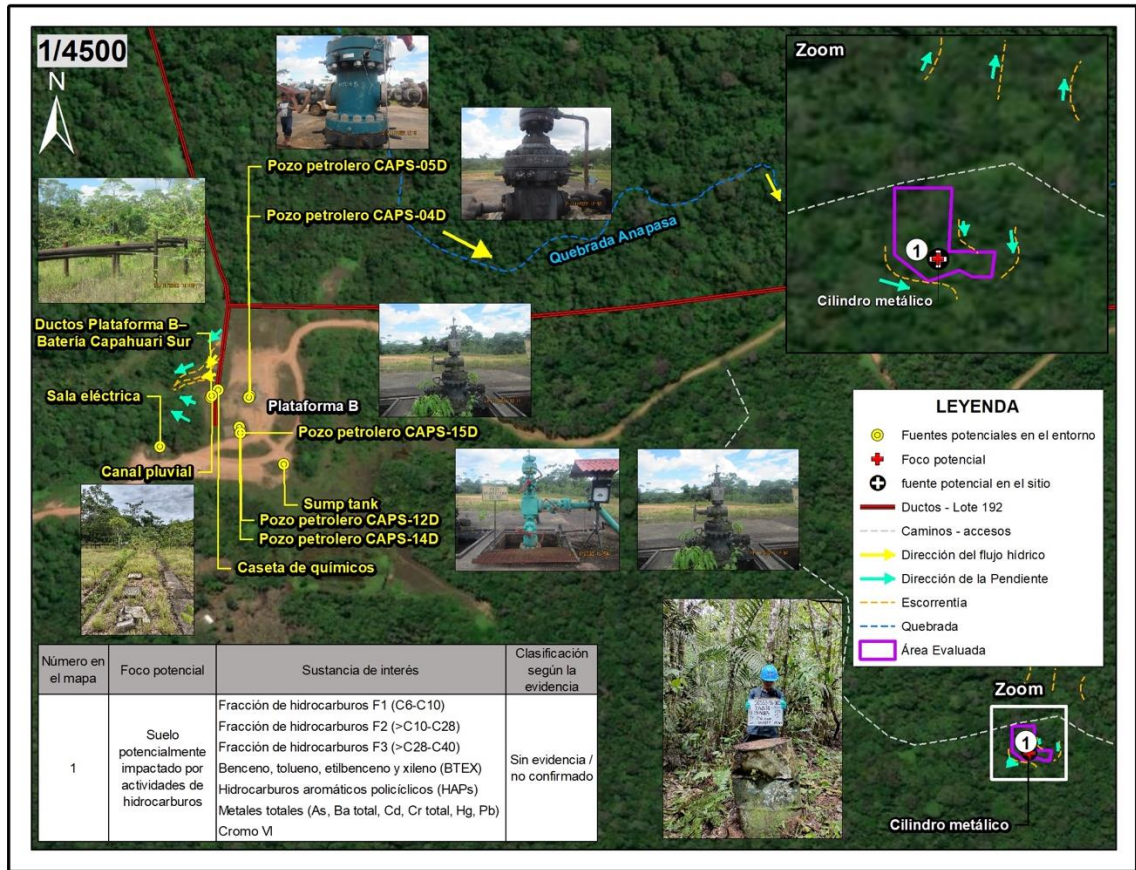 1/4500
N
Pozo petrolero CAPS-05D
Pozo petrolero CAPS-04D
Quebrada Anapasa
Ductos Plataforma B–
Batería Capahuari Sur
Sala eléctrica
Plataforma B
Pozo petrolero CAPS-15D
Canal pluvial
Sump tank
Pozo petrolero CAPS-12D
Pozo petrolero CAPS-14D
Caseta de químicos
Zoom
1
Cilindro metálico
LEYENDA
Fuentes potenciales en el entorno
Foco potencial
fuente potencial en el sitio
Ductos - Lote 192
Caminos - accesos
Dirección del flujo hídrico
Dirección de la Pendiente
Escorrentía
Quebrada
Área Evaluada
Zoom
1
Cilindro metálico
Número en el mapa
Foco potencial
Sustancia de interés
Clasificación según la evidencia
1
Suelo potencialmente impactado por actividades de hidrocarburos
Fracción de hidrocarburos F1 (C6-C10)
Fracción de hidrocarburos F2 (>C10-C28)
Fracción de hidrocarburos F3 (>C28-C40)
Benceno, tolueno, etilbenceno y xileno (BTEX)
Hidrocarburos aromáticos policíclicos (HAPs)
Metales totales (As, Ba total, Cd, Cr total, Hg, Pb)
Cromo VI
Sin evidencia / no confirmado